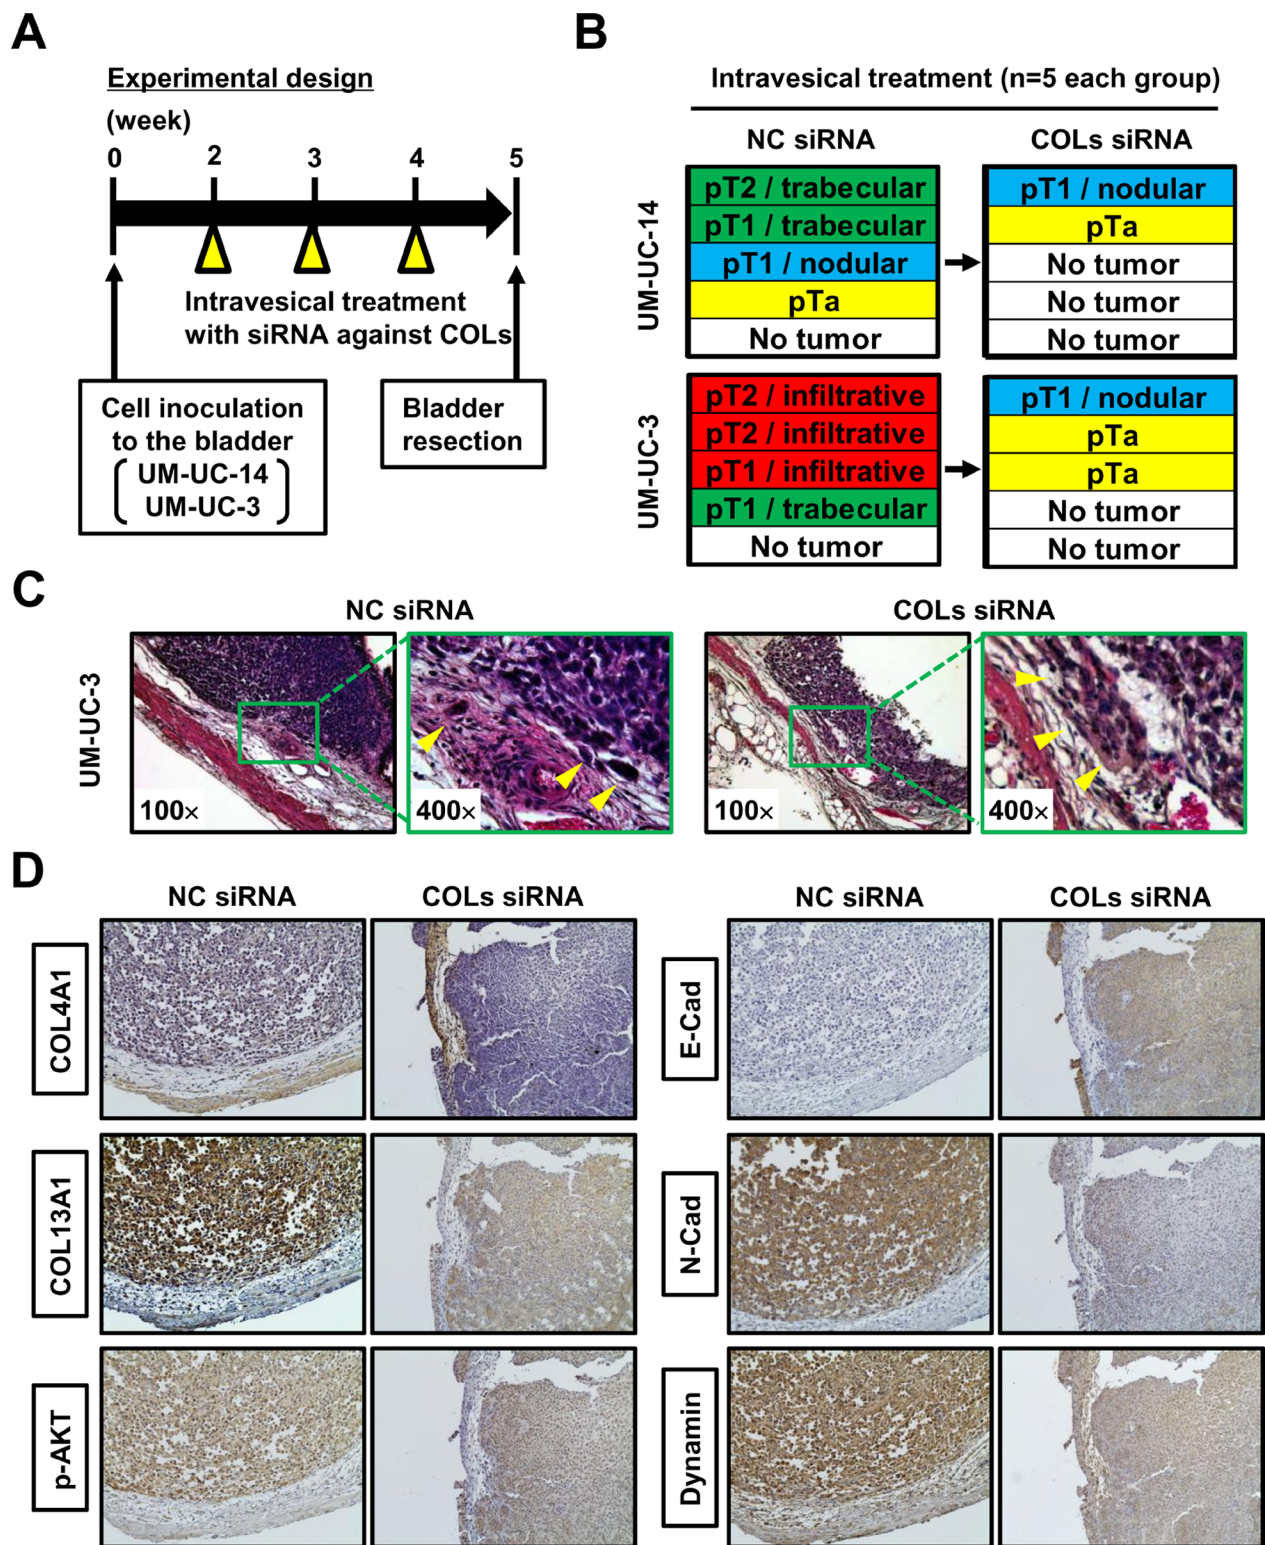 A
Experimental design
(week)
0 2 3 4 5
Intravesical treatment
with siRNA against COLs
Cell inoculation
to the bladder
UM-UC-14
UM-UC-3
Bladder
resection
B
Intravesical treatment (n=5 each group)
NC siRNA
COLs siRNA
UM-UC-14
pT2 / trabecular
pT1 / trabecular
pT1 / nodular
pTa
No tumor
pT1 / nodular
pTa
No tumor
No tumor
No tumor
UM-UC-3
pT2 / infiltrative
pT2 / infiltrative
pT1 / infiltrative
pT1 / trabecular
No tumor
pT1 / nodular
pTa
pTa
No tumor
No tumor
C
NC siRNA
COLs siRNA
UM-UC-3
100×
400×
100×
400×
D
NC siRNA
COLs siRNA
NC siRNA
COLs siRNA
COL4A1
E-Cad
COL13A1
N-Cad
p-AKT
Dynamin